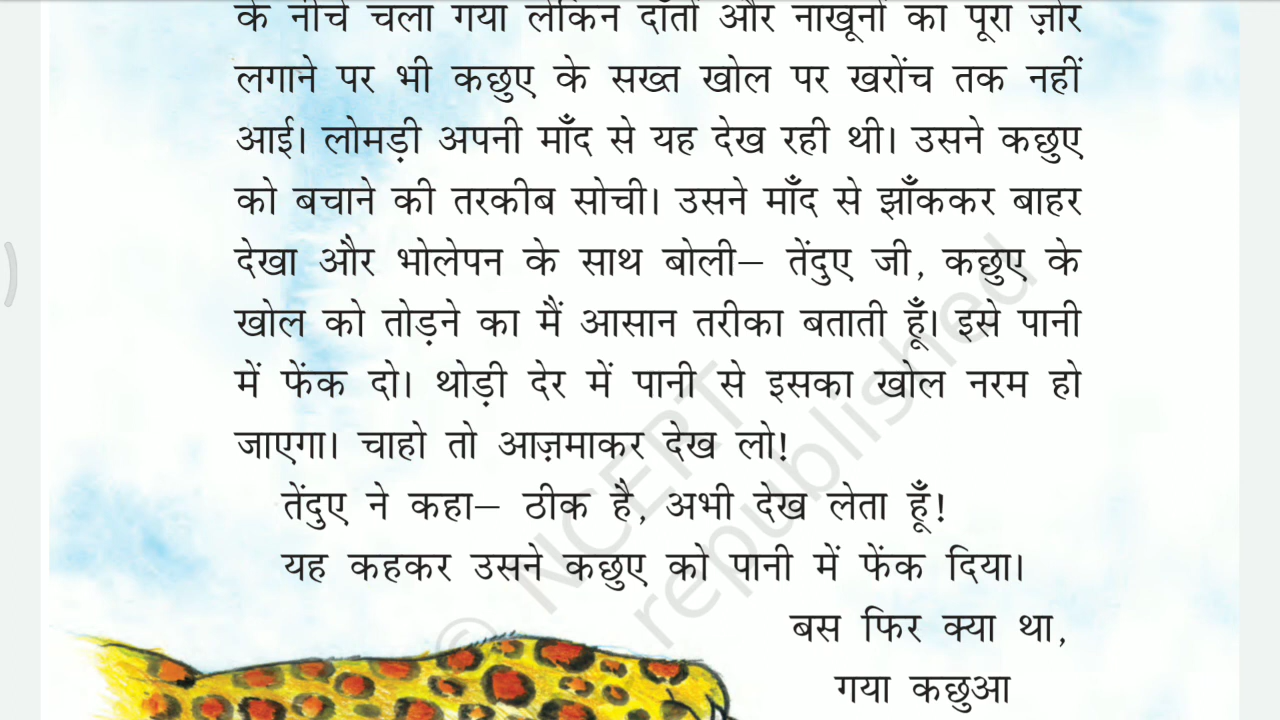 के नीचे चला गया लेकिन दाँतों और नाखूनों का पूरा ज़ोर
लगाने पर भी कछुए के सख्त खोल पर खरोंच तक नहीं
आई। लोमड़ी अपनी माँद से यह देख रही थी। उसने कछुए
को बचाने की तरकीब सोची। उसने माँद से झाँककर बाहर
देखा और भोलेपन के साथ बोली– तेंदुए जी, कछुए के
खोल को तोड़ने का मैं आसान तरीका बताती हूँ। इसे पानी
में फेंक दो। थोड़ी देर में पानी से इसका खोल नरम हो
जाएगा। चाहो तो आज़माकर देख लो!
तेंदुए ने कहा– ठीक है, अभी देख लेता हूँ!
यह कहकर उसने कछुए को पानी में फेंक दिया।
बस फिर क्या था,
गया कछुआ
© NCERT
republished